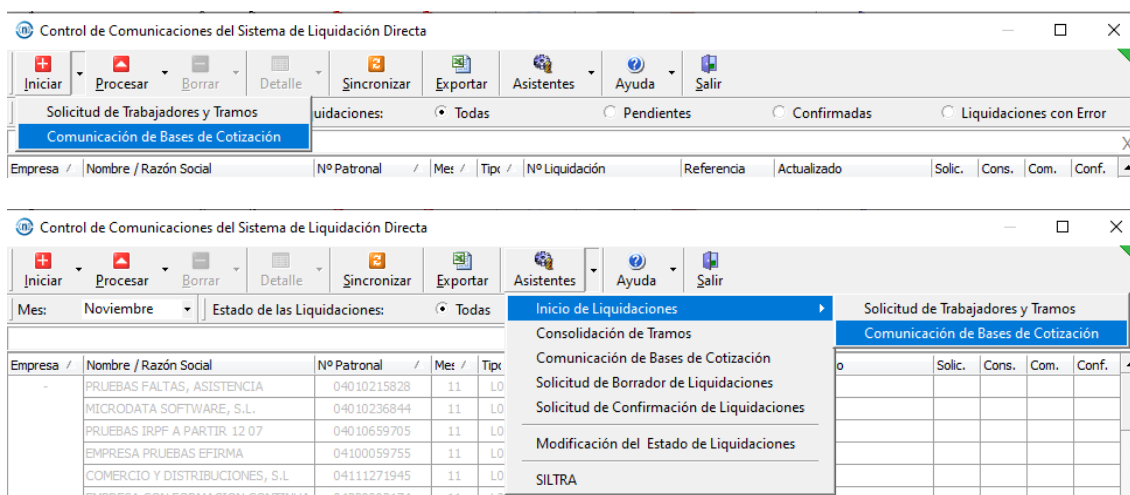 Control de Comunicaciones del Sistema de Liquidación Directa
Iniciar Procesar Borrar Detalle Sincronizar Exportar Asistentes Ayuda Salir
Solicitud de Trabajadores y Tramos
uidaciones: Todas Pendientes Confirmadas Liquidaciones con Error
Comunicación de Bases de Cotización
Empresa Nombre / Razón Social Nº Patronal Mes Tipo Nº Liquidación Referencia Actualizado Solic. Cons. Com. Conf.
Control de Comunicaciones del Sistema de Liquidación Directa
Iniciar Procesar Borrar Detalle Sincronizar Exportar Asistentes Ayuda Salir
Mes: Noviembre Estado de las Liquidaciones: Todas
Inicio de Liquidaciones
Consolidación de Tramos
Comunicación de Bases de Cotización
Solicitud de Borrador de Liquidaciones
Solicitud de Confirmación de Liquidaciones
Modificación del Estado de Liquidaciones
SILTRA
Solicitud de Trabajadores y Tramos
Comunicación de Bases de Cotización
Empresa Nombre / Razón Social Nº Patronal Mes Tipo o Solic. Cons. Com. Conf.
- PRUEBAS FALTAS, ASISTENCIA 04010215828 11 L0
MICRODATA SOFTWARE, S.L. 04010236844 11 L0
PRUEBAS IRPF A PARTIR 12 07 04010659705 11 L0
EMPRESA PRUEBAS EFIRMA 04100059755 11 L0
COMERCIO Y DISTRIBUCIONES, S.L 04111271945 11 L0